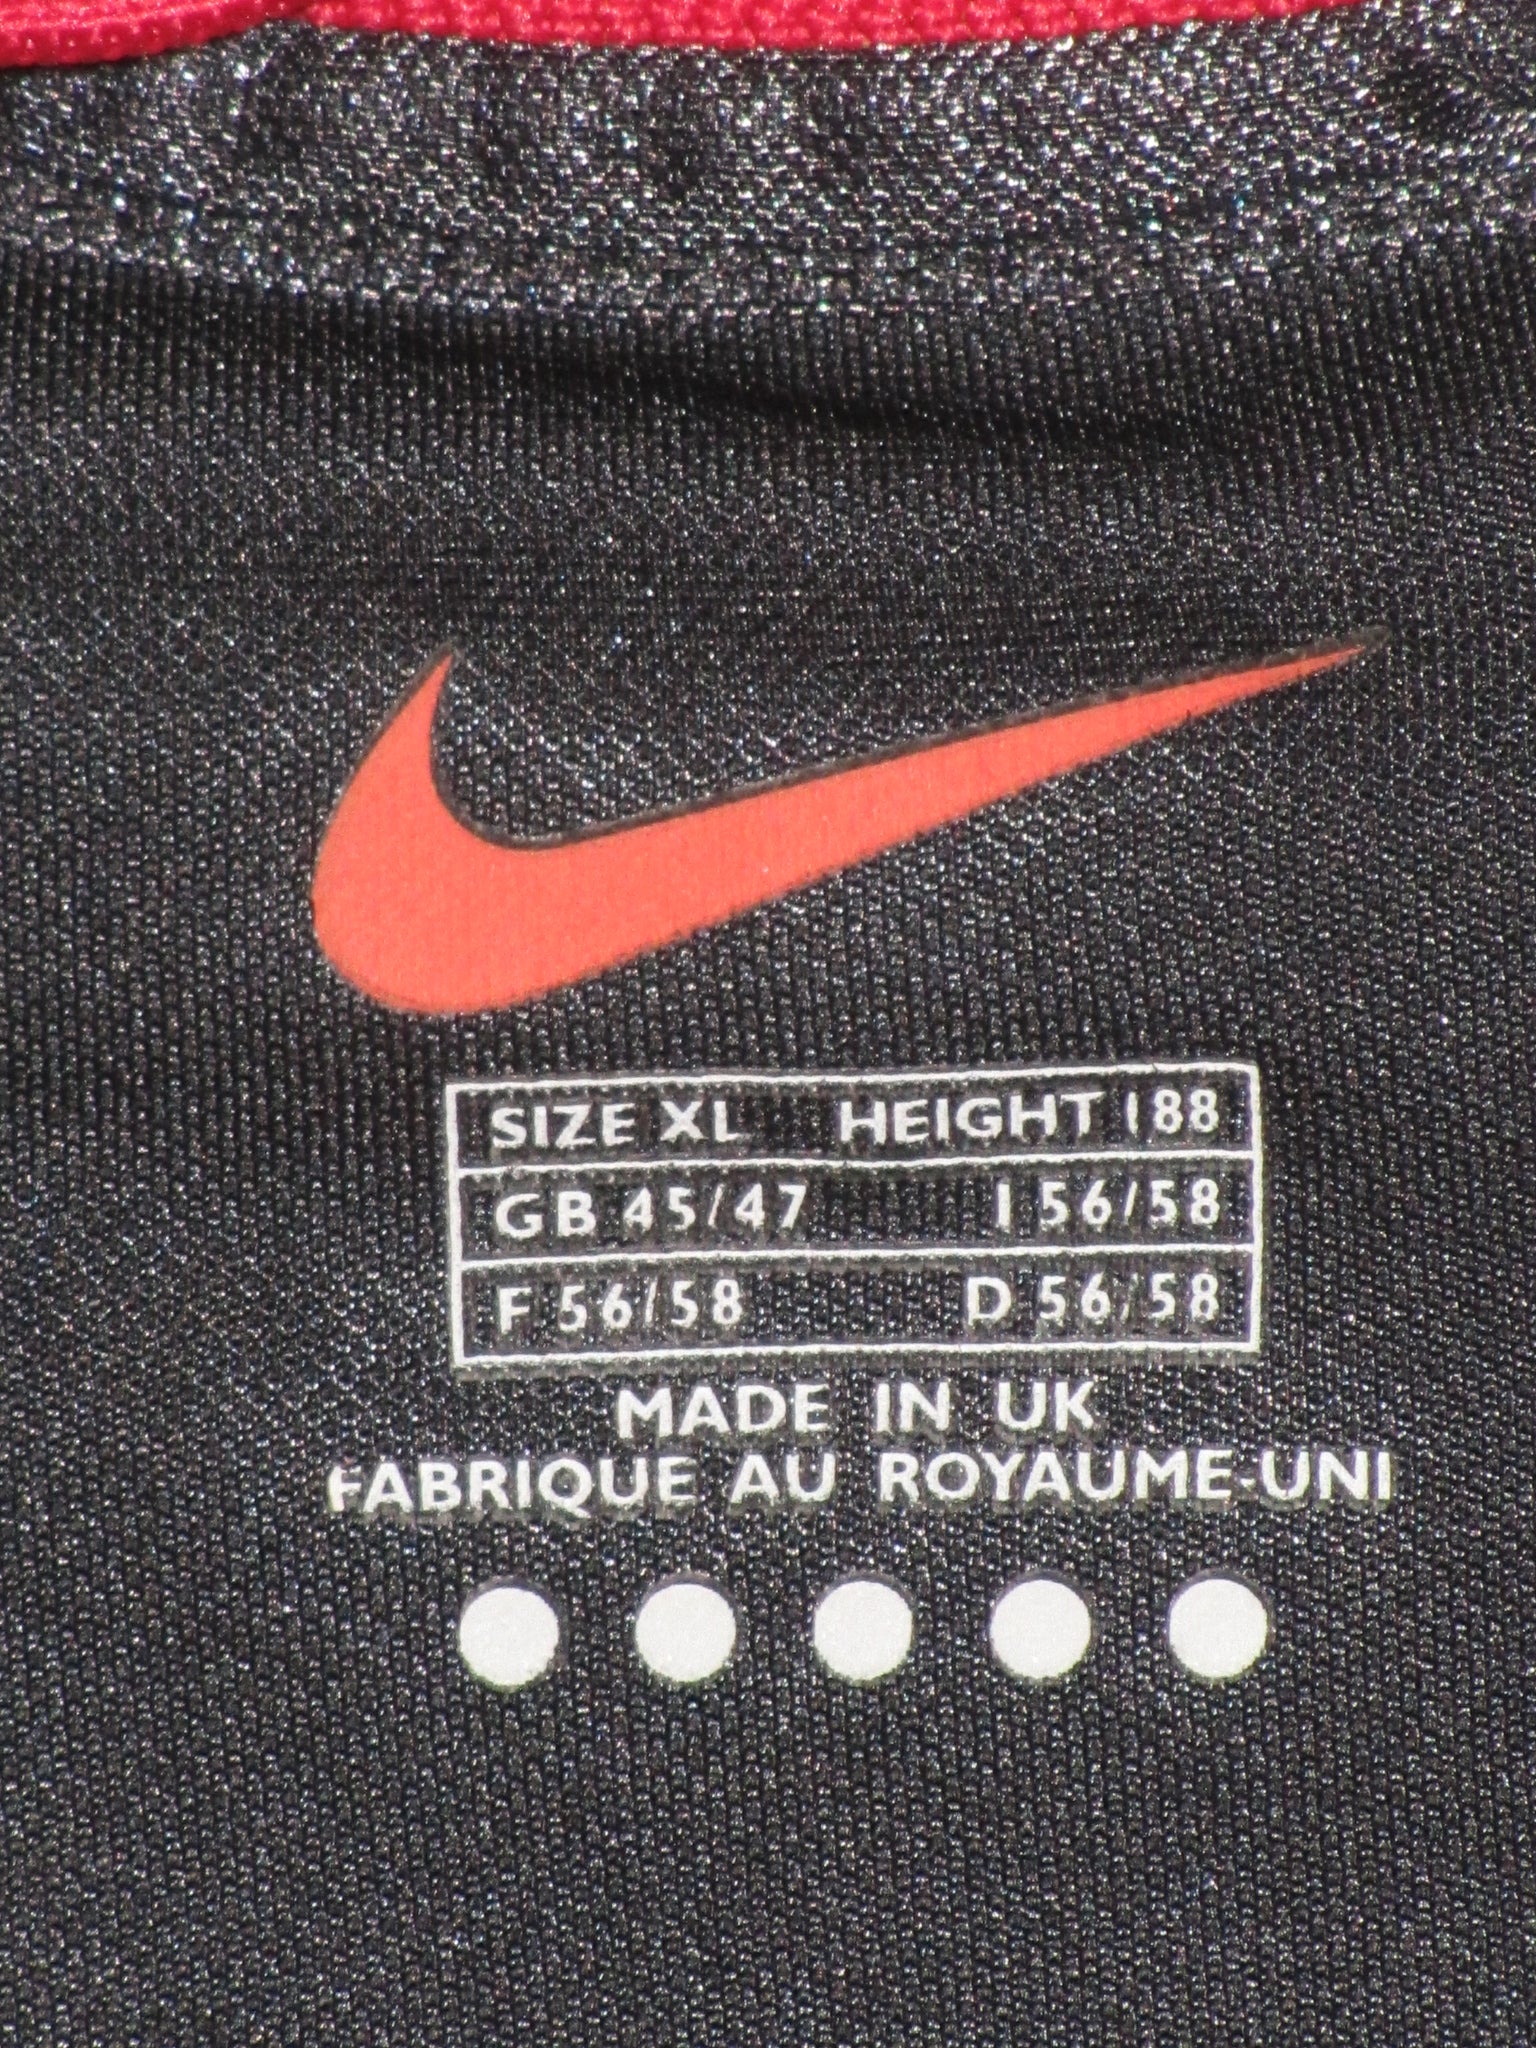 SIZE XL HEIGHT 188
GB 45/47 I 56/58
F 56/58 D 56/58
MADE IN UK
FABRIQUE AU ROYAUME-UNI